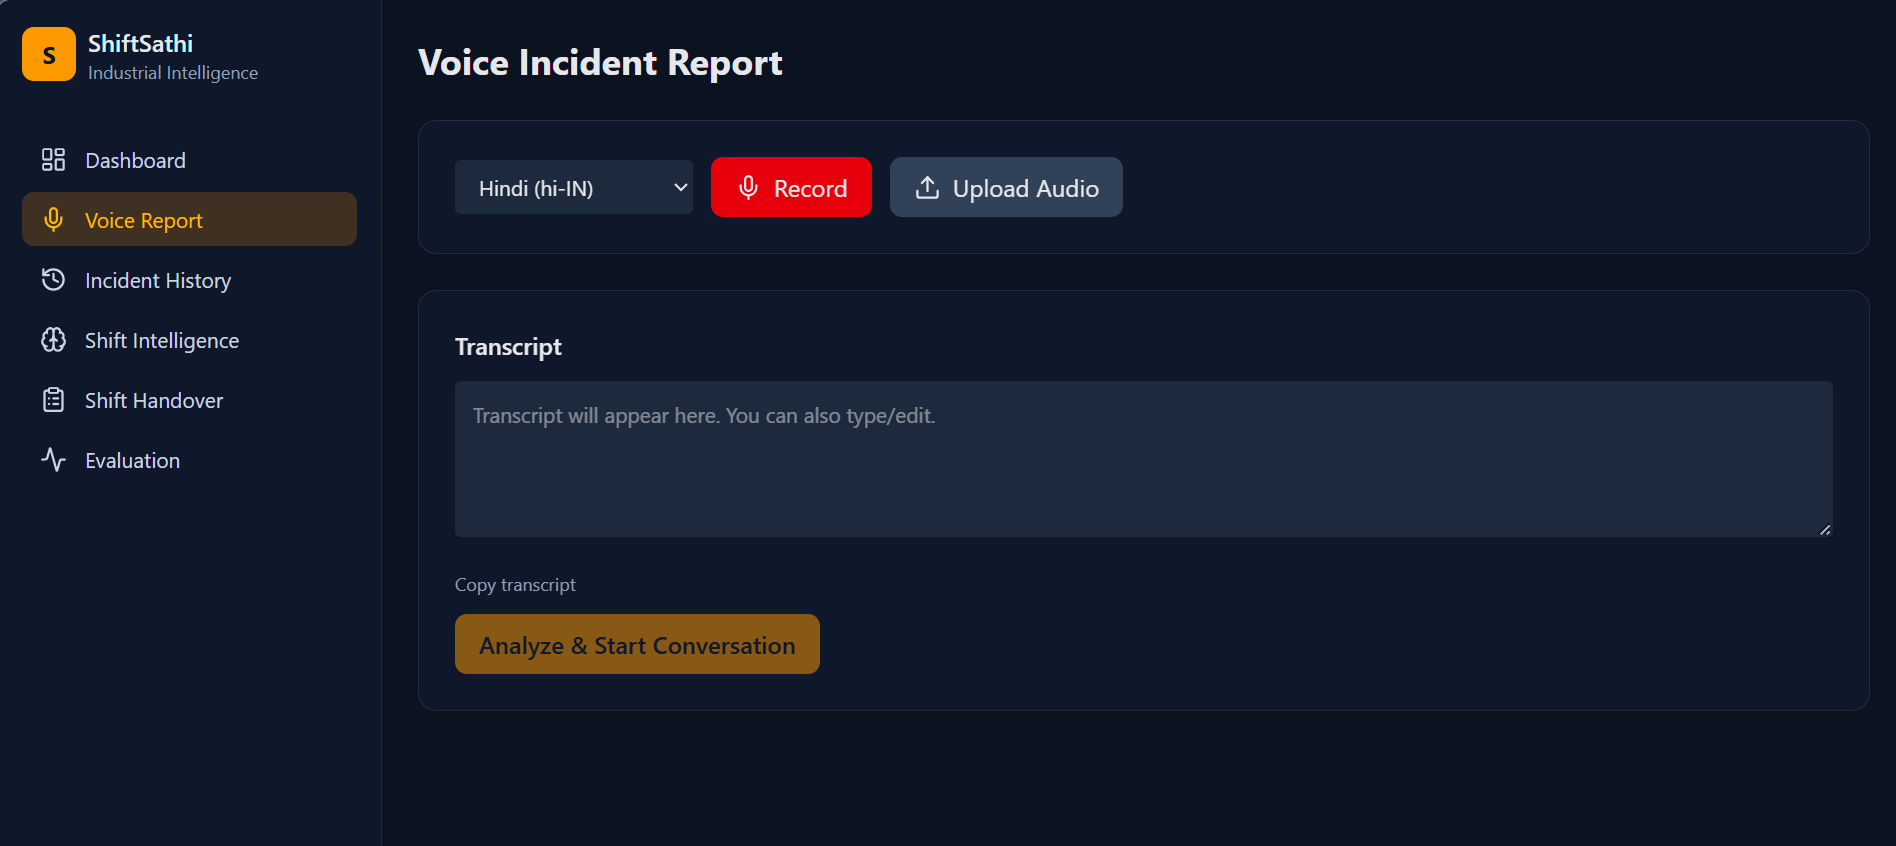 S
ShiftSathi
Industrial Intelligence
Dashboard
Voice Report
Incident History
Shift Intelligence
Shift Handover
Evaluation
Voice Incident Report
Hindi (hi-IN)
Record
Upload Audio
Transcript
Transcript will appear here. You can also type/edit.
Copy transcript
Analyze & Start Conversation